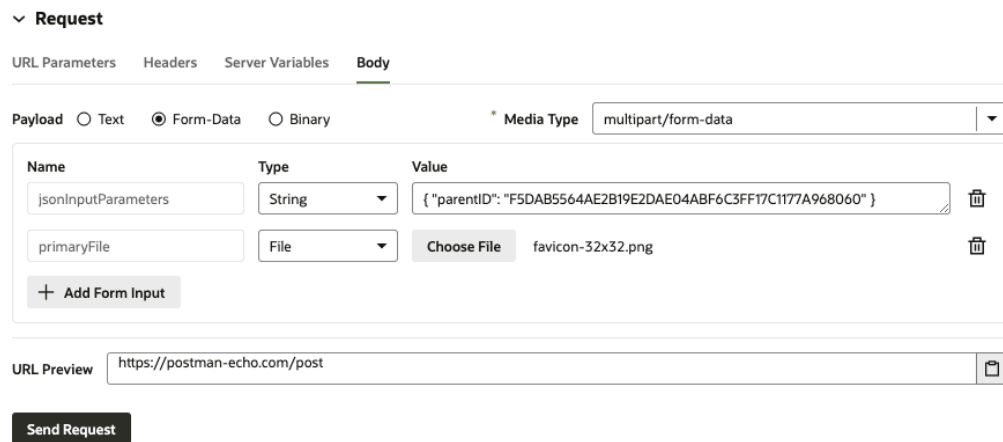 Request
URL Parameters Headers Server Variables Body
Payload Text Form-Data Binary * Media Type multipart/form-data
Name Type Value
jsonInputParameters String { "parentID": "F5DAB5564AE2B19E2DAE04ABF6C3FF17C1177A968060" }
primaryFile File Choose File favicon-32x32.png
+ Add Form Input
URL Preview https://postman-echo.com/post
Send Request